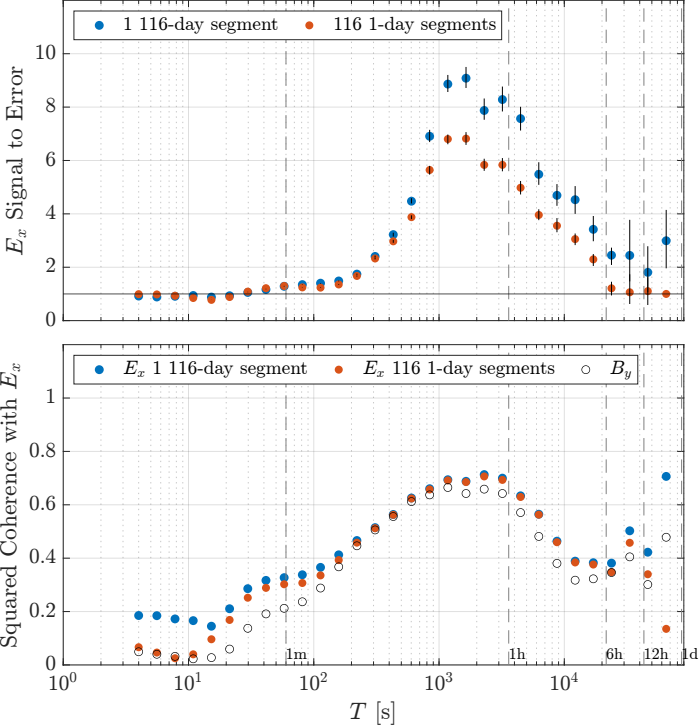 1 116-day segment 116 1-day segments
10
8
6
4
2
0
E_x Signal to Error
E_x 1 116-day segment E_x 116 1-day segments B_y
1
0.8
0.6
0.4
0.2
0
Squared Coherence with E_x
1m 1h 6h 12h 1d
10^0 10^1 10^2 10^3 10^4
T [s]